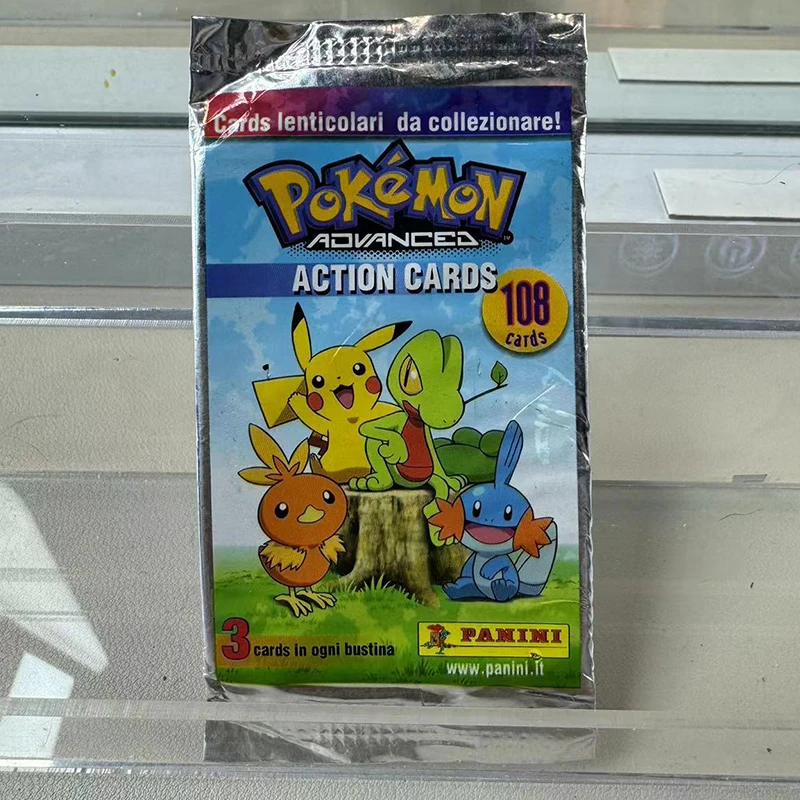 Cards lenticolari da collezionare!
POKéMON
ADVANCED
TM
ACTION CARDS
108
cards
3 cards in ogni bustina
PANINI
www.panini.it